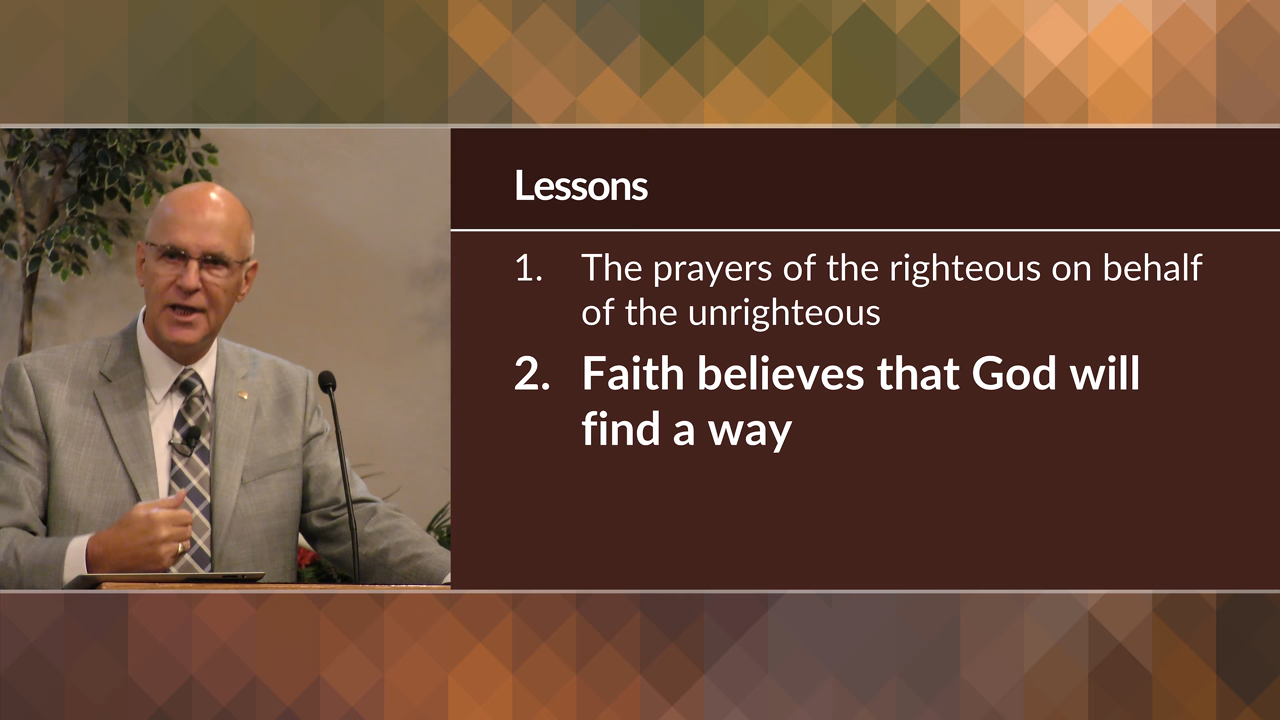 Lessons
1. The prayers of the righteous on behalf
of the unrighteous
2. Faith believes that God will
find a way